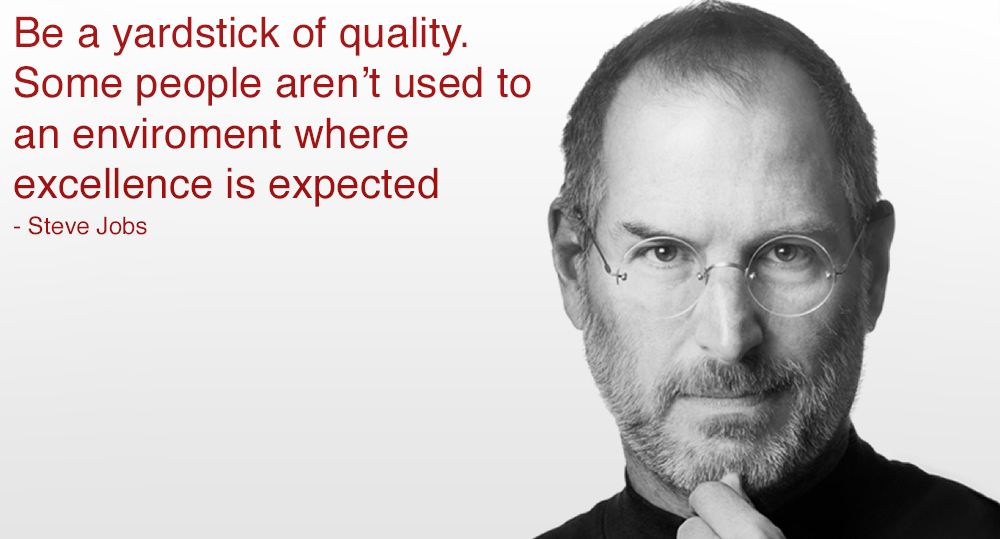 Be a yardstick of quality.
Some people aren’t used to
an enviroment where
excellence is expected
- Steve Jobs